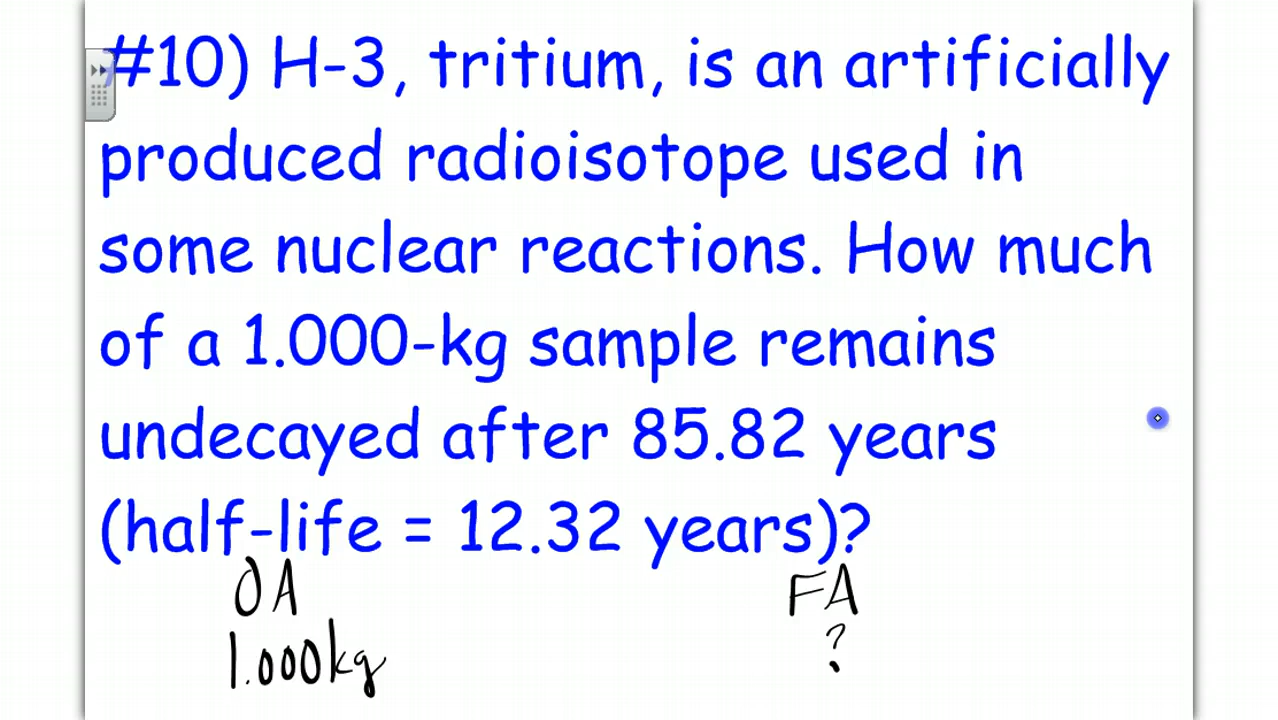 #10) H-3, tritium, is an artificially
produced radioisotope used in
some nuclear reactions. How much
of a 1.000-kg sample remains
undecayed after 85.82 years
(half-life = 12.32 years)?
OA FA
1.000kg ?